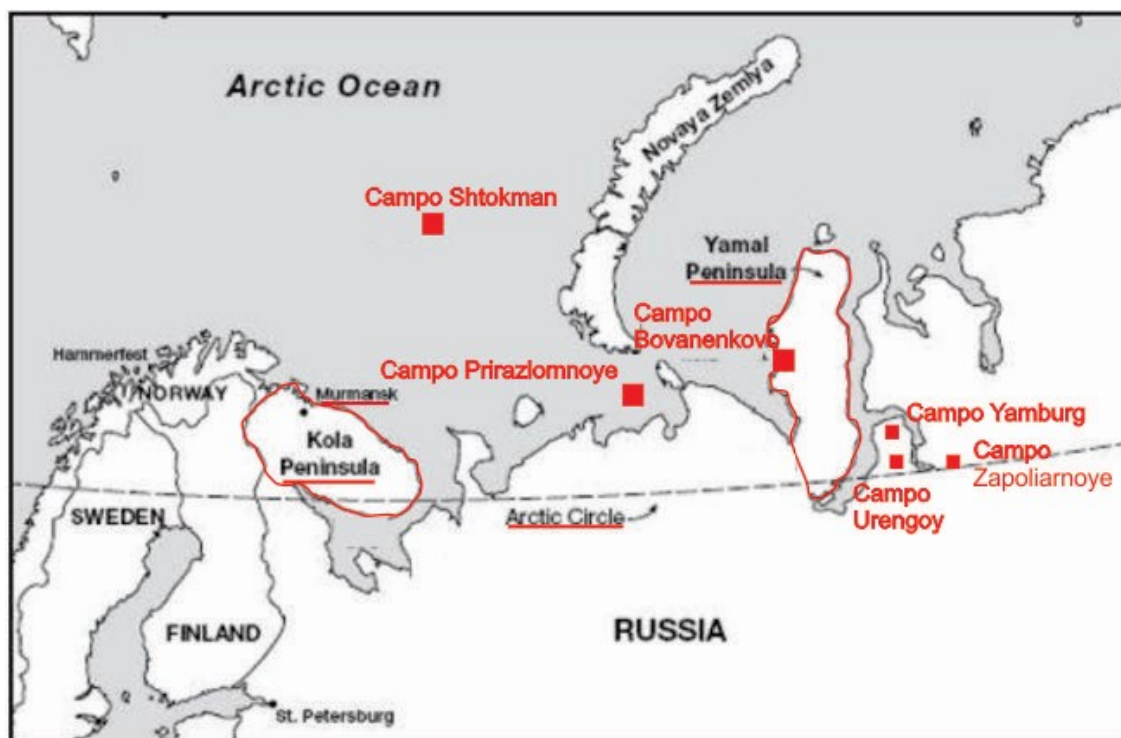 Arctic Ocean
Novaya Zemlya
Campo Shtokman
Yamal
Peninsula
Campo
Bovanenkovo
Hammerfest
NORWAY
Campo Prirazlomnoye
Murmansk
Kola
Peninsula
Campo Yamburg
Campo
Zapoliarnoye
Campo
Urengoy
SWEDEN
Arctic Circle
FINLAND
RUSSIA
St. Petersburg